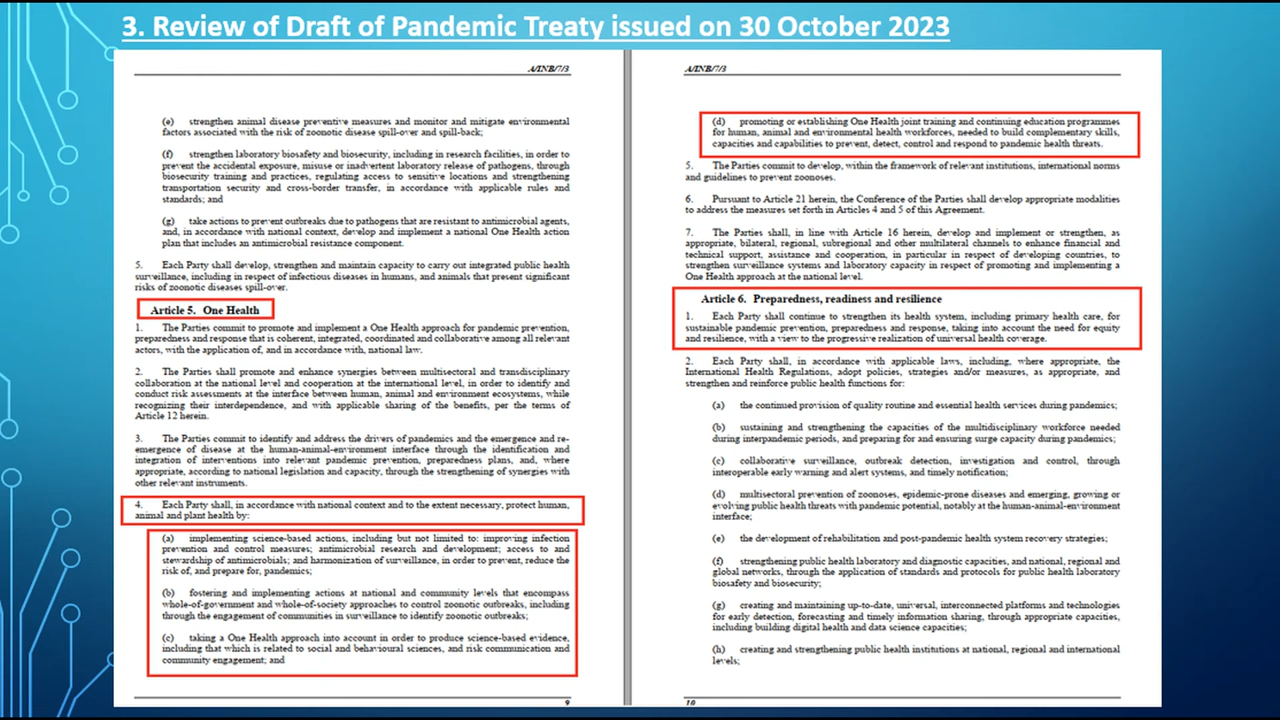 3. Review of Draft of Pandemic Treaty issued on 30 October 2023
A/INB/7/3
(e) strengthen animal disease preventive measures and monitor and mitigate environmental
factors associated with the risk of zoonotic disease spill-over and spill-back;
(f) strengthen laboratory biosafety and biosecurity, including in research facilities, in order to
prevent the accidental exposure, misuse or inadvertent laboratory release of pathogens, through
biosecurity training and practices, regulating access to sensitive locations and strengthening
transportation security and cross-border transfer, in accordance with applicable rules and
standards; and
(g) take actions to prevent outbreaks due to pathogens that are resistant to antimicrobial agents,
and, in accordance with national context, develop and implement a national One Health action
plan that includes an antimicrobial resistance component.
5. Each Party shall develop, strengthen and maintain capacity to carry out integrated public health
surveillance, including in respect of infectious diseases in humans, and animals that present significant
risks of zoonotic diseases spill-over.
Article 5. One Health
1. The Parties commit to promote and implement a One Health approach for pandemic prevention,
preparedness and response that is coherent, integrated, coordinated and collaborative among all relevant
actors, with the application of, and in accordance with, national law.
2. The Parties shall promote and enhance synergies between multisectoral and transdisciplinary
collaboration at the national level and cooperation at the international level, in order to identify and
conduct risk assessments at the interface between human, animal and environment ecosystems, while
recognizing their interdependence, and with applicable sharing of the benefits, per the terms of
Article 12 herein.
3. The Parties commit to identify and address the drivers of pandemics and the emergence and re-
emergence of disease at the human-animal-environment interface through the identification and
integration of interventions into relevant pandemic prevention, preparedness plans, and, where
appropriate, according to national legislation and capacity, through the strengthening of synergies with
other relevant instruments.
4. Each Party shall, in accordance with national context and to the extent necessary, protect human,
animal and plant health by:
(a) implementing science-based actions, including but not limited to: improving infection
prevention and control measures; antimicrobial research and development; access to and
stewardship of antimicrobials; and harmonization of surveillance, in order to prevent, reduce the
risk of, and prepare for, pandemics;
(b) fostering and implementing actions at national and community levels that encompass
whole-of-government and whole-of-society approaches to control zoonotic outbreaks, including
through the engagement of communities in surveillance to identify zoonotic outbreaks;
(c) taking a One Health approach into account in order to produce science-based evidence,
including that which is related to social and behavioural sciences, and risk communication and
community engagement; and
9
A/INB/7/3
(d) promoting or establishing One Health joint training and continuing education programmes
for human, animal and environmental health workforces, needed to build complementary skills,
capacities and capabilities to prevent, detect, control and respond to pandemic health threats.
5. The Parties commit to develop, within the framework of relevant institutions, international norms
and guidelines to prevent zoonoses.
6. Pursuant to Article 21 herein, the Conference of the Parties shall develop appropriate modalities
to address the measures set forth in Articles 4 and 5 of this Agreement.
7. The Parties shall, in line with Article 16 herein, develop and implement or strengthen, as
appropriate, bilateral, regional, subregional and other multilateral channels to enhance financial and
technical support, assistance and cooperation, in particular in respect of developing countries, to
strengthen surveillance systems and laboratory capacity in respect of promoting and implementing a
One Health approach at the national level.
Article 6. Preparedness, readiness and resilience
1. Each Party shall continue to strengthen its health system, including primary health care, for
sustainable pandemic prevention, preparedness and response, taking into account the need for equity
and resilience, with a view to the progressive realization of universal health coverage.
2. Each Party shall, in accordance with applicable laws, including, where appropriate, the
International Health Regulations, adopt policies, strategies and/or measures, as appropriate, and
strengthen and reinforce public health functions for:
(a) the continued provision of quality routine and essential health services during pandemics;
(b) sustaining and strengthening the capacities of the multidisciplinary workforce needed
during interpandemic periods, and preparing for and ensuring surge capacity during pandemics;
(c) collaborative surveillance, outbreak detection, investigation and control, through
interoperable early warning and alert systems, and timely notification;
(d) multisectoral prevention of zoonoses, epidemic-prone diseases and emerging, growing or
evolving public health threats with pandemic potential, notably at the human-animal-environment
interface;
(e) the development of rehabilitation and post-pandemic health system recovery strategies;
(f) strengthening public health laboratory and diagnostic capacities, and national, regional and
global networks, through the application of standards and protocols for public health laboratory
biosafety and biosecurity;
(g) creating and maintaining up-to-date, universal, interconnected platforms and technologies
for early detection, forecasting and timely information sharing, through appropriate capacities,
including building digital health and data science capacities;
(h) creating and strengthening public health institutions at national, regional and international
levels;
10